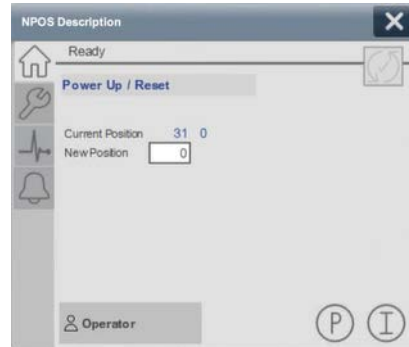 NPOS Description
Ready
Power Up / Reset
Current Position 31 0
New Position 0
Operator
P I